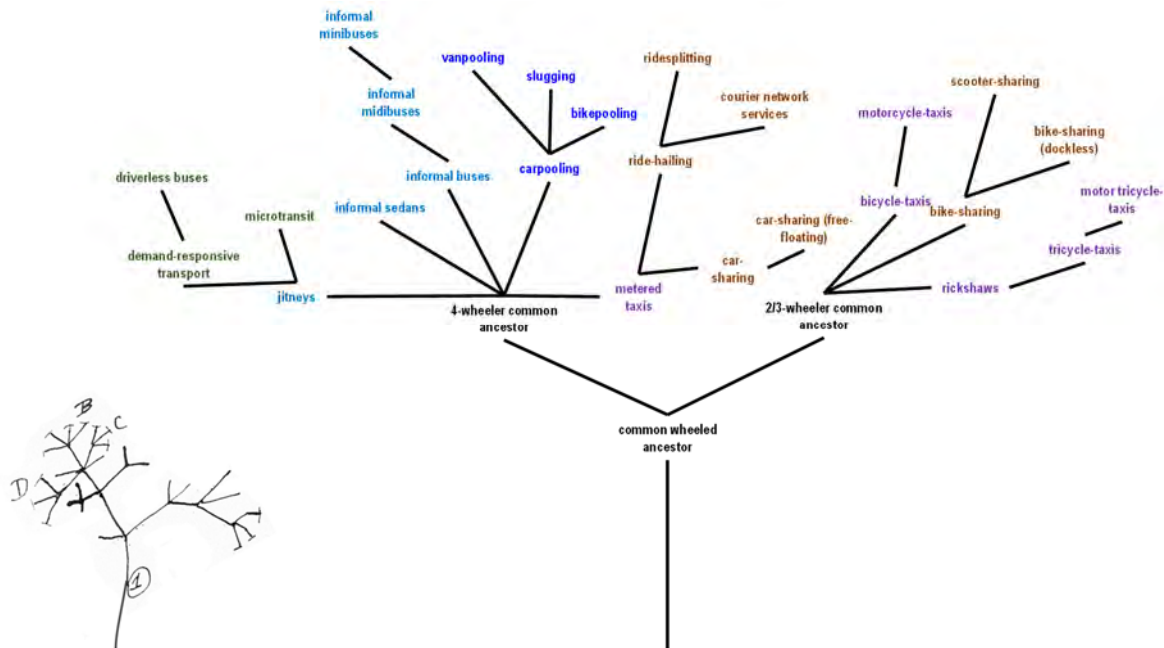 informal
minibuses
vanpooling
slugging
ridesplitting
scooter-sharing
informal
midibuses
bikepooling
courier network
services
motorcycle-taxis
bike-sharing
(dockless)
driverless buses
informal buses
carpooling
ride-hailing
motor tricycle-
taxis
microtransit
informal sedans
bicycle-taxis
bike-sharing
car-sharing (free-
floating)
demand-responsive
transport
car-
sharing
tricycle-taxis
jitneys
metered
taxis
rickshaws
4-wheeler common
ancestor
2/3-wheeler common
ancestor
common wheeled
ancestor
B
C
D
1